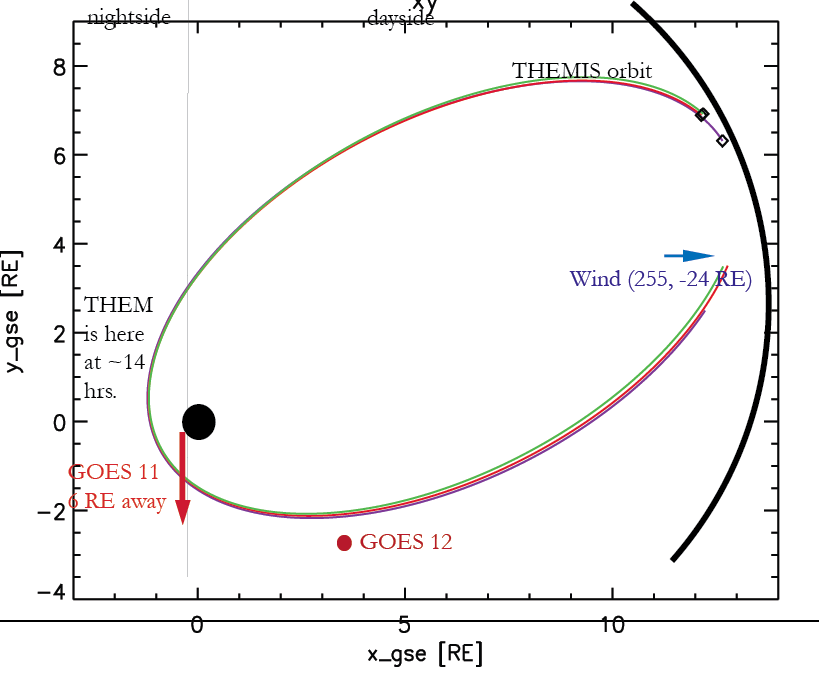 xy
nightside
dayside
THEMIS orbit
8
6
4
2
0
−2
−4
y_gse [RE]
Wind (255, -24 RE)
THEM
is here
at ~14
hrs.
GOES 11
6 RE away
GOES 12
0
5
10
x_gse [RE]